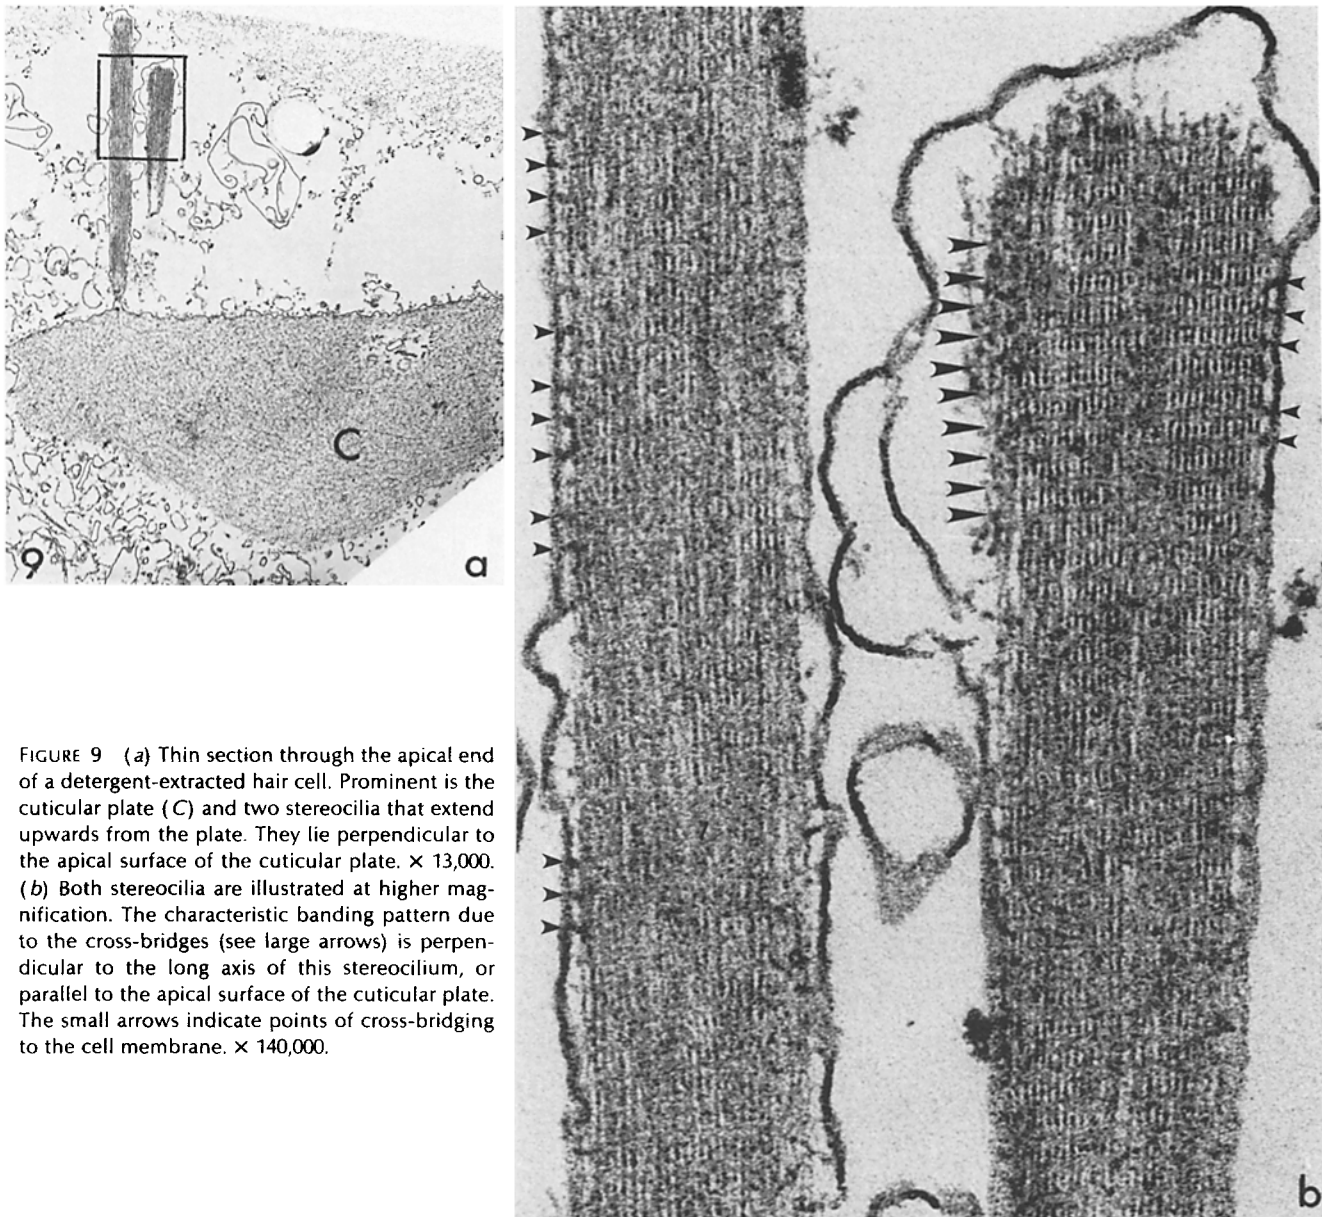 C
9
a
b
FIGURE 9 (a) Thin section through the apical end
of a detergent-extracted hair cell. Prominent is the
cuticular plate (C) and two stereocilia that extend
upwards from the plate. They lie perpendicular to
the apical surface of the cuticular plate. × 13,000.
(b) Both stereocilia are illustrated at higher mag-
nification. The characteristic banding pattern due
to the cross-bridges (see large arrows) is perpen-
dicular to the long axis of this stereocilium, or
parallel to the apical surface of the cuticular plate.
The small arrows indicate points of cross-bridging
to the cell membrane. × 140,000.